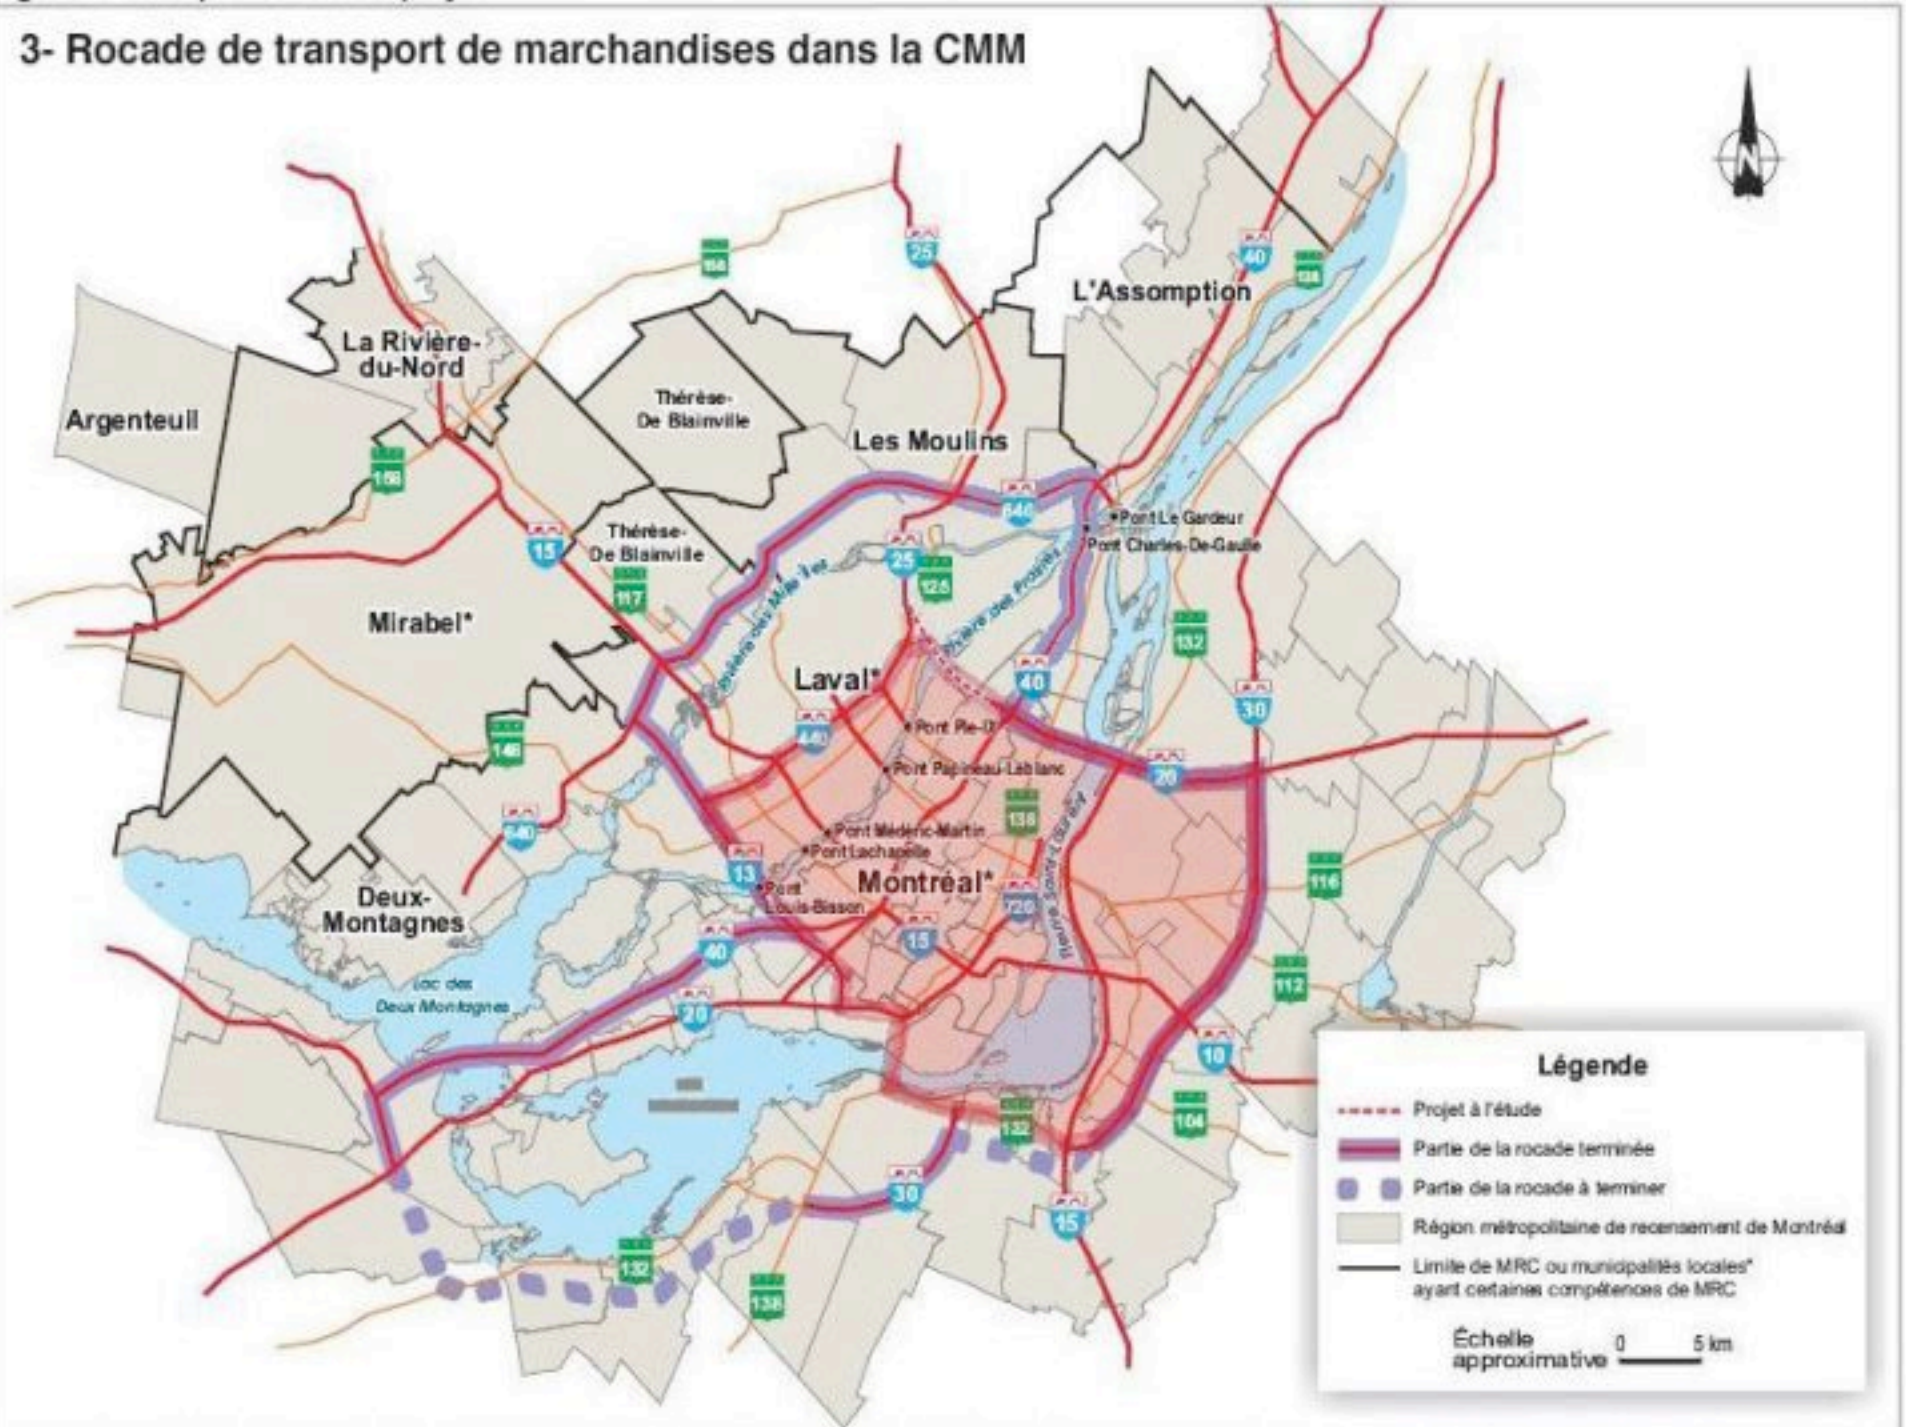 3- Rocade de transport de marchandises dans la CMM
25
40
138
158
L'Assomption
La Rivière-
du-Nord
Argenteuil
Thérèse-
De Blainville
Les Moulins
158
640
Pont Le Gardeur
Pont Charles-De-Gaulle
15
Thérèse-
De Blainville
25
125
117
Rivière des Mille Îles
Rivière des Prairies
Mirabel*
132
Laval*
40
30
Pont Pie-IX
440
148
Pont Papineau-Leblanc
20
640
138
Pont Médéric-Martin
Pont Lachapelle
13
Montréal*
Pont
Louis-Bisson
116
Deux-
Montagnes
720
Fleuve Saint-Laurent
15
40
112
Lac des
Deux Montagnes
20
10
132
104
30
15
132
138
Légende
Projet à l'étude
Partie de la rocade terminée
Partie de la rocade à terminer
Région métropolitaine de recensement de Montréal
Limite de MRC ou municipalités locales*
ayant certaines compétences de MRC
Échelle
approximative
0 5 km
N